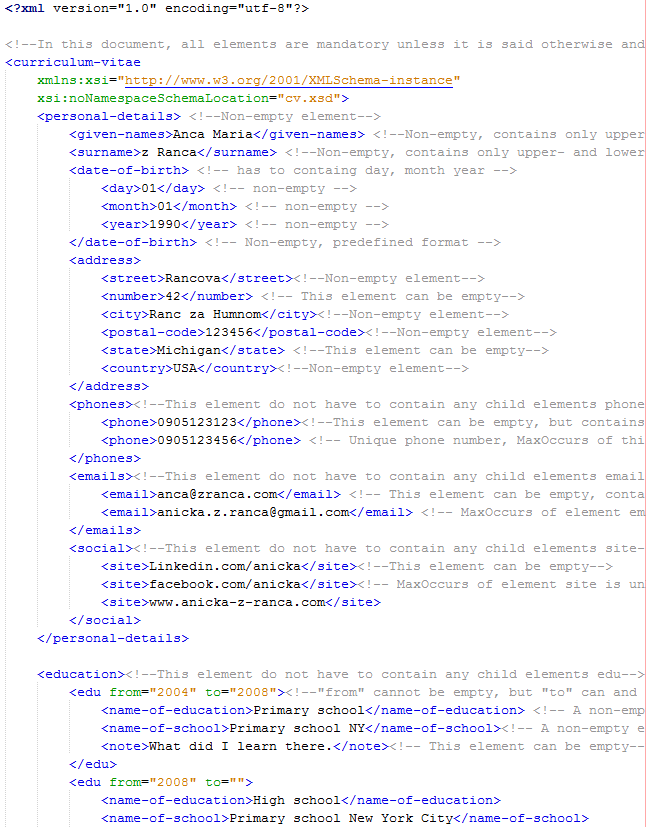 <?xml version="1.0" encoding="utf-8"?>
<!--In this document, all elements are mandatory unless it is said otherwise and
<curriculum-vitae
xmlns:xsi="http://www.w3.org/2001/XMLSchema-instance"
xsi:noNamespaceSchemaLocation="cv.xsd">
<personal-details> <!--Non-empty element-->
<given-names>Anca Maria</given-names> <!--Non-empty, contains only upper
<surname>z Ranca</surname> <!--Non-empty, contains only upper- and lower
<date-of-birth> <!-- has to containg day, month year -->
<day>01</day> <!-- non-empty -->
<month>01</month> <!-- non-empty -->
<year>1990</year> <!-- non-empty -->
</date-of-birth> <!-- Non-empty, predefined format -->
<address>
<street>Rancova</street><!--Non-empty element-->
<number>42</number> <!-- This element can be empty-->
<city>Ranc za Humnom</city><!--Non-empty element-->
<postal-code>123456</postal-code><!--Non-empty element-->
<state>Michigan</state> <!--This element can be empty-->
<country>USA</country><!--Non-empty element-->
</address>
<phones><!--This element do not have to contain any child elements phone
<phone>0905123123</phone><!--This element can be empty, but contains
<phone>0905123456</phone> <!-- Unique phone number, MaxOccurs of thi
</phones>
<emails><!--This element do not have to contain any child elements email
<email>anca@zranca.com</email> <!-- This element can be empty, conta
<email>anicka.z.ranca@gmail.com</email> <!-- MaxOccurs of element em
</emails>
<social><!--This element do not have to contain any child elements site-
<site>Linkedin.com/anicka</site><!--This element can be empty-->
<site>facebook.com/anicka</site><!-- MaxOccurs of element site is un
<site>www.anicka-z-ranca.com</site>
</social>
</personal-details>
<education><!--This element do not have to contain any child elements edu-->
<edu from="2004" to="2008"><!--"from" cannot be empty, but "to" can and
<name-of-education>Primary school</name-of-education> <!-- A non-emp
<name-of-school>Primary school NY</name-of-school><!-- A non-empty e
<note>What did I learn there.</note><!-- This element can be empty--
</edu>
<edu from="2008" to="">
<name-of-education>High school</name-of-education>
<name-of-school>Primary school New York City</name-of-school>